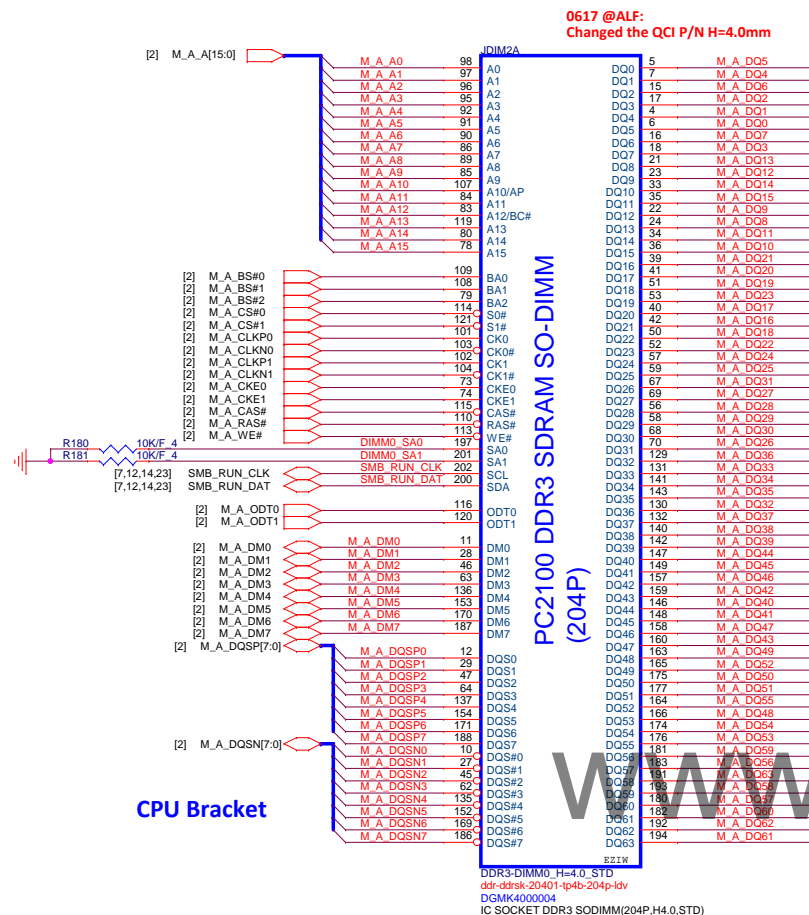 0617 @ALF:
Changed the QCI P/N H=4.0mm
JDIM2A
[2] M_A_A[15:0]
M_A_A0 98 A0 DQ0 5 M_A_DQ5
M_A_A1 97 A1 DQ1 7 M_A_DQ4
M_A_A2 96 A2 DQ2 15 M_A_DQ6
M_A_A3 95 A3 DQ3 17 M_A_DQ2
M_A_A4 92 A4 DQ4 4 M_A_DQ1
M_A_A5 91 A5 DQ5 6 M_A_DQ0
M_A_A6 90 A6 DQ6 16 M_A_DQ7
M_A_A7 86 A7 DQ7 18 M_A_DQ3
M_A_A8 89 A8 DQ8 21 M_A_DQ13
M_A_A9 85 A9 DQ9 23 M_A_DQ12
M_A_A10 107 A10/AP DQ10 33 M_A_DQ14
M_A_A11 84 A11 DQ11 35 M_A_DQ15
M_A_A12 83 A12/BC# DQ12 22 M_A_DQ9
M_A_A13 119 A13 DQ13 24 M_A_DQ8
M_A_A14 80 A14 DQ14 34 M_A_DQ11
M_A_A15 78 A15 DQ15 36 M_A_DQ10
DQ16 39 M_A_DQ21
[2] M_A_BS#0 109 BA0 DQ17 41 M_A_DQ20
[2] M_A_BS#1 108 BA1 DQ18 51 M_A_DQ19
[2] M_A_BS#2 79 BA2 DQ19 53 M_A_DQ23
[2] M_A_CS#0 114 S0# DQ20 40 M_A_DQ17
[2] M_A_CS#1 121 S1# DQ21 42 M_A_DQ16
[2] M_A_CLKP0 101 CK0 DQ22 50 M_A_DQ18
[2] M_A_CLKN0 103 CK0# DQ23 52 M_A_DQ22
[2] M_A_CLKP1 102 CK1 DQ24 57 M_A_DQ24
[2] M_A_CLKN1 104 CK1# DQ25 59 M_A_DQ25
[2] M_A_CKE0 73 CKE0 DQ26 67 M_A_DQ31
[2] M_A_CKE1 74 CKE1 DQ27 69 M_A_DQ27
[2] M_A_CAS# 115 CAS# DQ28 56 M_A_DQ28
[2] M_A_RAS# 110 RAS# DQ29 58 M_A_DQ29
[2] M_A_WE# 113 WE# DQ30 68 M_A_DQ30
R180 10K/F_4 DIMM0_SA0 197 SA0 DQ31 70 M_A_DQ26
R181 10K/F_4 DIMM0_SA1 201 SA1 DQ32 M_A_DQ36
[7,12,14,23] SMB_RUN_CLK SMB_RUN_CLK 202 SCL DQ33 131
[7,12,14,23] SMB_RUN_DAT SMB_RUN_DAT 200 SDA DQ34 141 M_A_DQ34
DQ35 143 M_A_DQ35
[2] M_A_ODT0 116 ODT0 DQ36 130 M_A_DQ32
[2] M_A_ODT1 120 ODT1 DQ37 132 M_A_DQ37
DQ38 140 M_A_DQ38
[2] M_A_DM0 M_A_DM0 11 DM0 DQ39 142 M_A_DQ39
[2] M_A_DM1 M_A_DM1 28 DM1 DQ40 147 M_A_DQ44
[2] M_A_DM2 M_A_DM2 46 DM2 DQ41 149 M_A_DQ45
[2] M_A_DM3 M_A_DM3 63 DM3 DQ42 157 M_A_DQ46
[2] M_A_DM4 M_A_DM4 136 DM4 DQ43 159 M_A_DQ42
[2] M_A_DM5 M_A_DM5 153 DM5 DQ44 146 M_A_DQ40
[2] M_A_DM6 M_A_DM6 170 DM6 DQ45 148 M_A_DQ41
[2] M_A_DM7 M_A_DM7 187 DM7 DQ46 158 M_A_DQ47
[2] M_A_DQSP[7:0] DQ47 160 M_A_DQ43
M_A_DQSP0 12 DQS0 DQ48 163 M_A_DQ49
M_A_DQSP1 29 DQS1 DQ49 165 M_A_DQ52
M_A_DQSP2 47 DQS2 DQ50 175 M_A_DQ50
M_A_DQSP3 64 DQS3 DQ51 177 M_A_DQ51
M_A_DQSP4 137 DQS4 DQ52 164 M_A_DQ55
M_A_DQSP5 154 DQS5 DQ53 166 M_A_DQ48
M_A_DQSP6 171 DQS6 DQ54 174 M_A_DQ54
M_A_DQSP7 188 DQS7 DQ55 176 M_A_DQ53
[2] M_A_DQSN[7:0] M_A_DQSN0 10 DQS#0 DQ56 181 M_A_DQ59
M_A_DQSN1 27 DQS#1 DQ57 183 M_A_DQ56
M_A_DQSN2 45 DQS#2 DQ58 191 M_A_DQ63
M_A_DQSN3 62 DQS#3 DQ59 193 M_A_DQ58
M_A_DQSN4 135 DQS#4 DQ60 180 M_A_DQ57
M_A_DQSN5 152 DQS#5 DQ61 182 M_A_DQ60
M_A_DQSN6 169 DQS#6 DQ62 192 M_A_DQ62
M_A_DQSN7 186 DQS#7 DQ63 194 M_A_DQ61
PC2100 DDR3 SDRAM SO-DIMM
(204P)
www
CPU Bracket
EZIW
DDR3-DIMM0_H=4.0_STD
ddr-ddrsk-20401-tp4b-204p-ldv
DGMK4000004
IC SOCKET DDR3 SODIMM(204P,H4.0,STD)